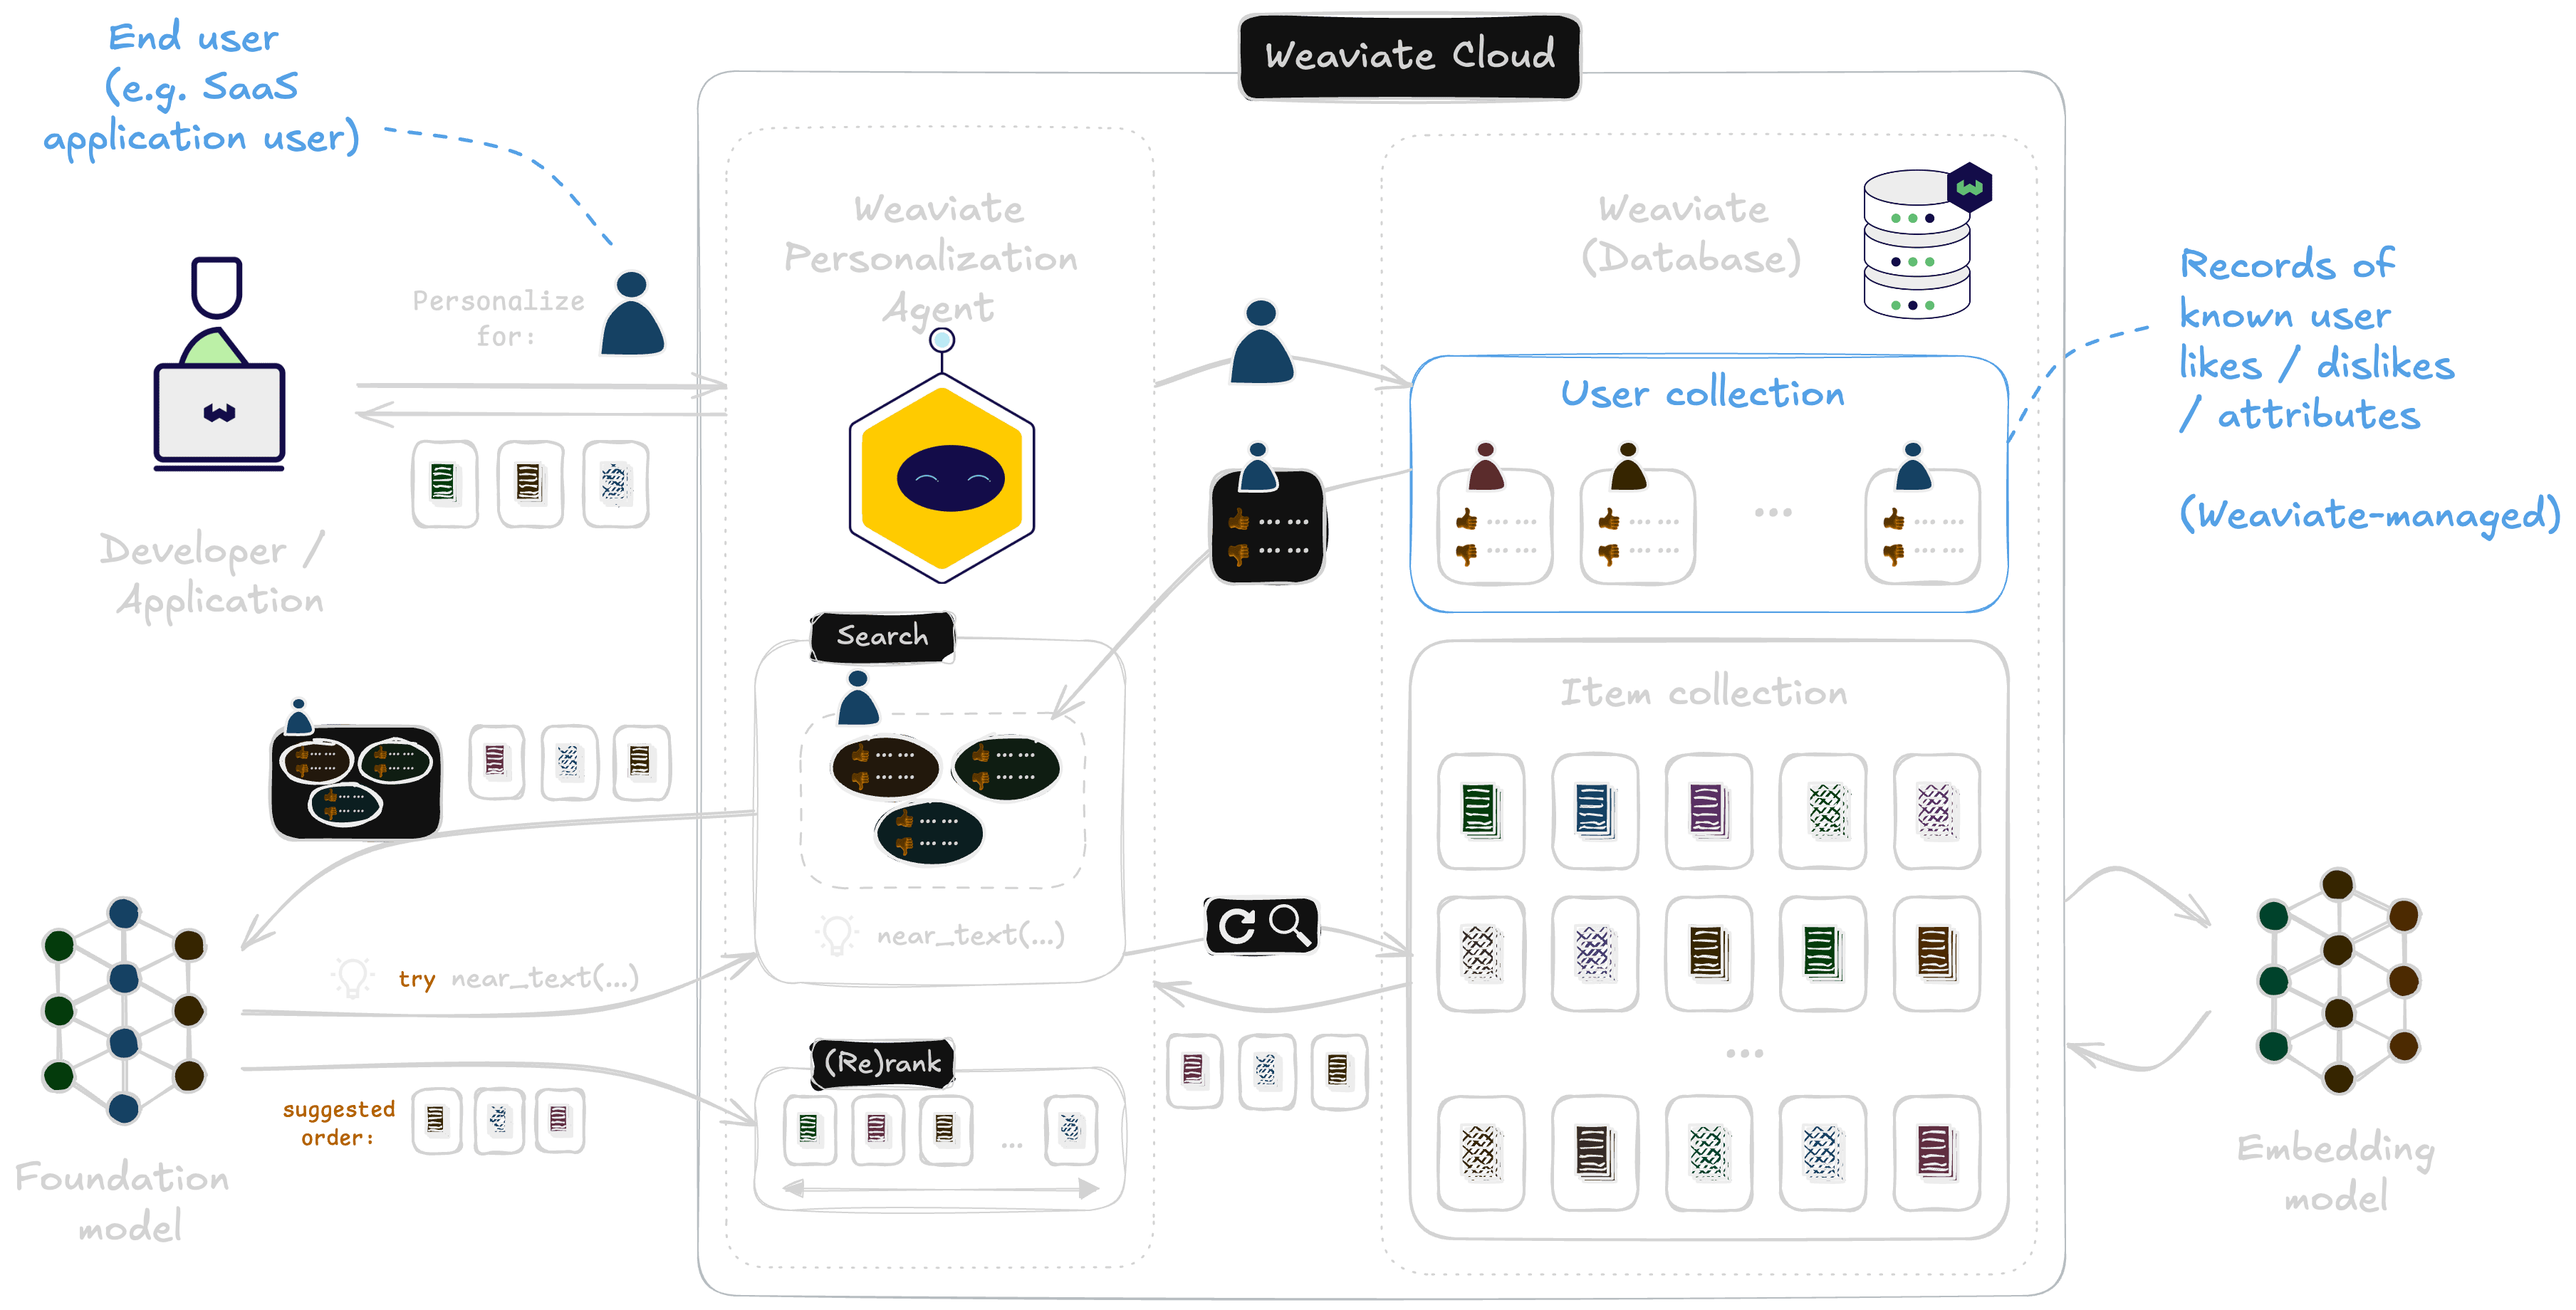 End user
(e.g. SaaS
application user)
Weaviate Cloud
Weaviate
Personalization
Agent
Weaviate
(Database)
Records of
known user
likes / dislikes
/ attributes
(Weaviate-managed)
Personalize
for:
User collection
... ...
... ...
... ...
... ...
...
... ...
... ...
... ...
... ...
Developer /
Application
Search
... ...
... ...
... ...
... ...
... ...
... ...
near_text(...)
Item collection
...
... ...
... ...
... ...
... ...
... ...
... ...
try near_text(...)
(Re)rank
...
suggested
order:
Foundation
model
Embedding
model